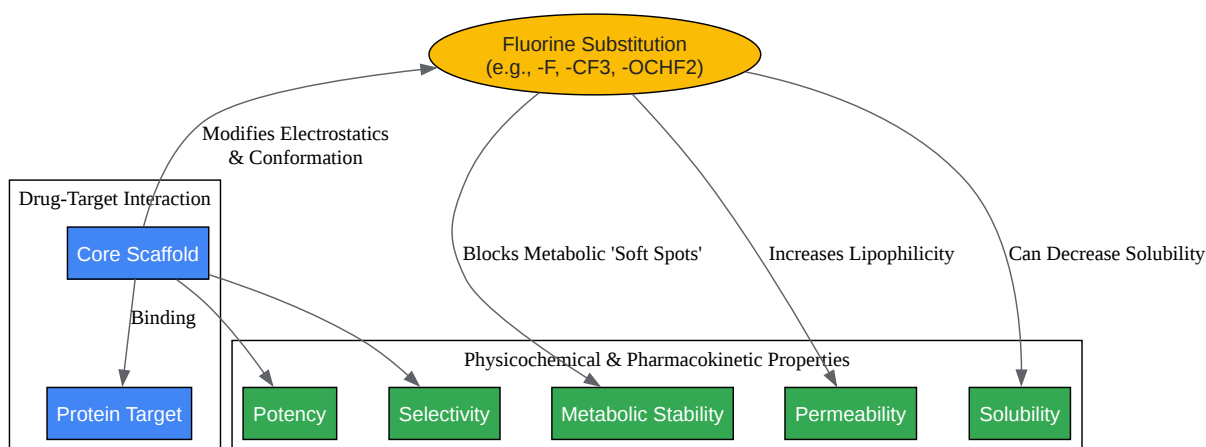 Fluorine Substitution
(e.g., -F, -CF3, -OCHF2)
Modifies Electrostatics
& Conformation
Drug-Target Interaction
Core Scaffold
Blocks Metabolic 'Soft Spots'
Increases Lipophilicity
Can Decrease Solubility
Binding
Physicochemical & Pharmacokinetic Properties
Protein Target
Potency
Selectivity
Metabolic Stability
Permeability
Solubility